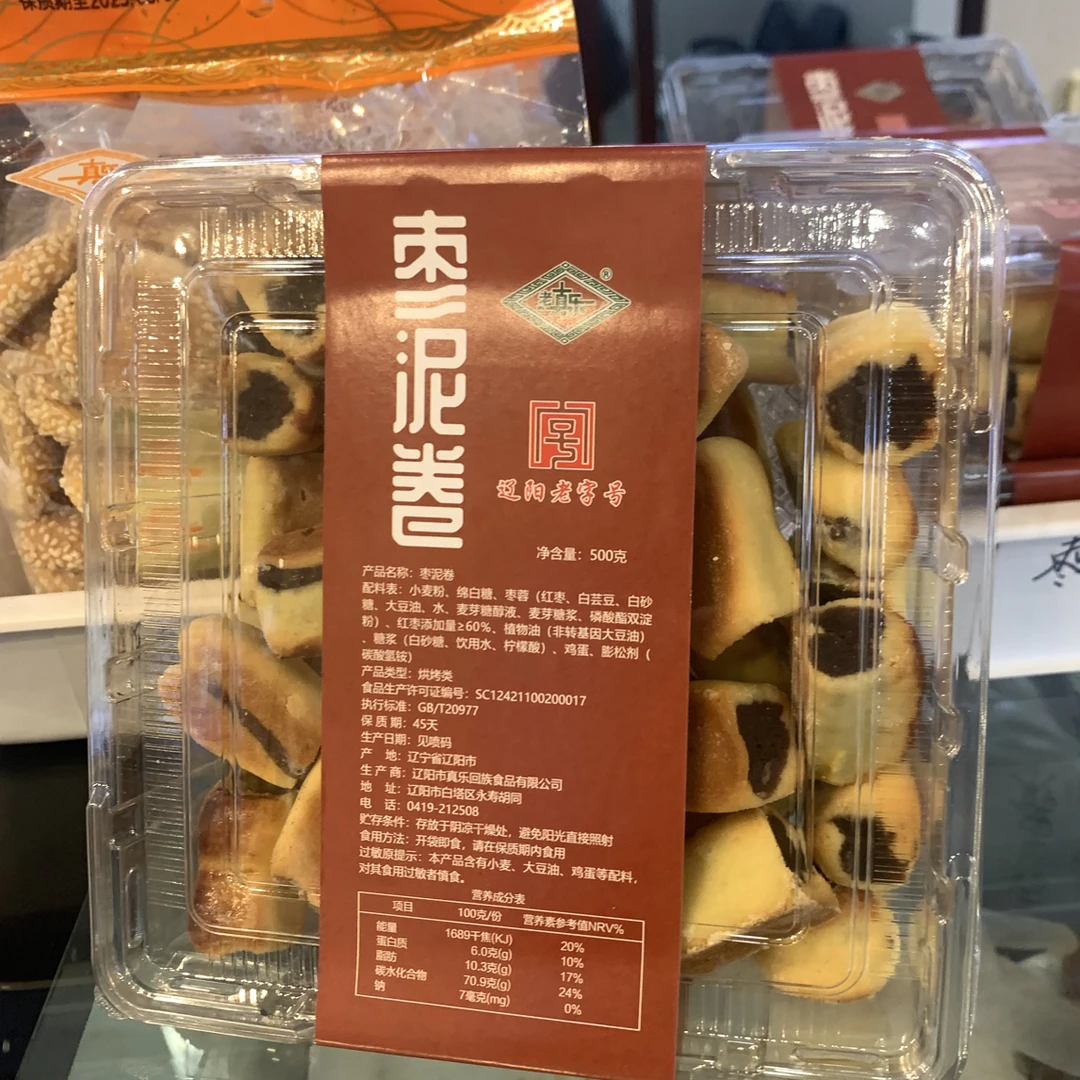 枣泥卷
老真乐
®
号
辽阳老字号
净含量：500克
产品名称：枣泥卷
配料表：小麦粉、绵白糖、枣蓉（红枣、白芸豆、白砂
糖、大豆油、水、麦芽糖醇液、麦芽糖浆、磷酸酯双淀
粉）、红枣添加量≥60%、植物油（非转基因大豆油）
、糖浆（白砂糖、饮用水、柠檬酸）、鸡蛋、膨松剂（
碳酸氢铵）
产品类型：烘烤类
食品生产许可证编号：SC12421100200017
执行标准：GB/T20977
保 质 期：45天
生产日期：见喷码
产 地：辽宁省辽阳市
生 产 商：辽阳市真乐回族食品有限公司
地 址：辽阳市白塔区永寿胡同
电 话：0419-212508
贮存条件：存放于阴凉干燥处，避免阳光直接照射
食用方法：开袋即食，请在保质期内食用
过敏原提示：本产品含有小麦、大豆油、鸡蛋等配料，
对其食用过敏者慎食。
营养成分表
项目 100克/份 营养素参考值NRV%
能量 1689千焦(KJ) 20%
蛋白质 6.0克(g) 10%
脂肪 10.3克(g) 17%
碳水化合物 70.9克(g) 24%
钠 7毫克(mg) 0%
枣